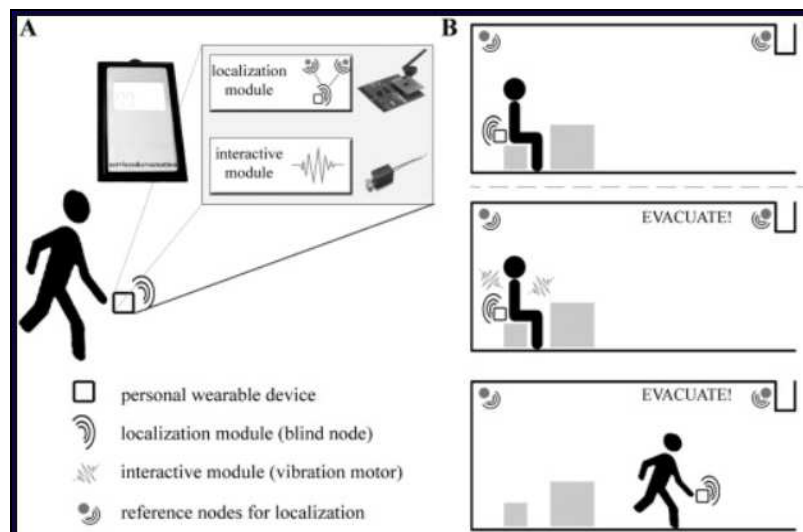 A
localization
module
interactive
module
personal wearable device
localization module (blind node)
interactive module (vibration motor)
reference nodes for localization
B
EVACUATE!
EVACUATE!